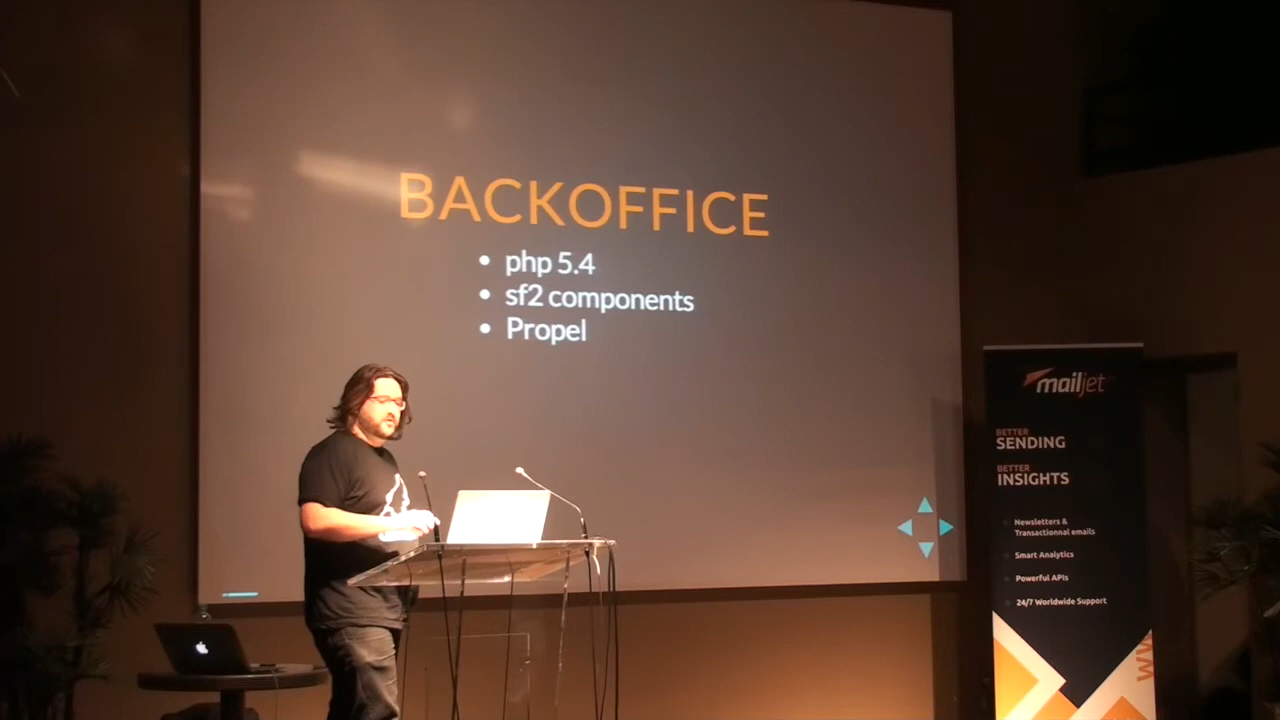 BACKOFFICE
php 5.4
sf2 components
Propel
mailjet
BETTER
SENDING
BETTER
INSIGHTS
Newsletters &
Transactionnal emails
Smart Analytics
Powerful APIs
24/7 Worldwide Support